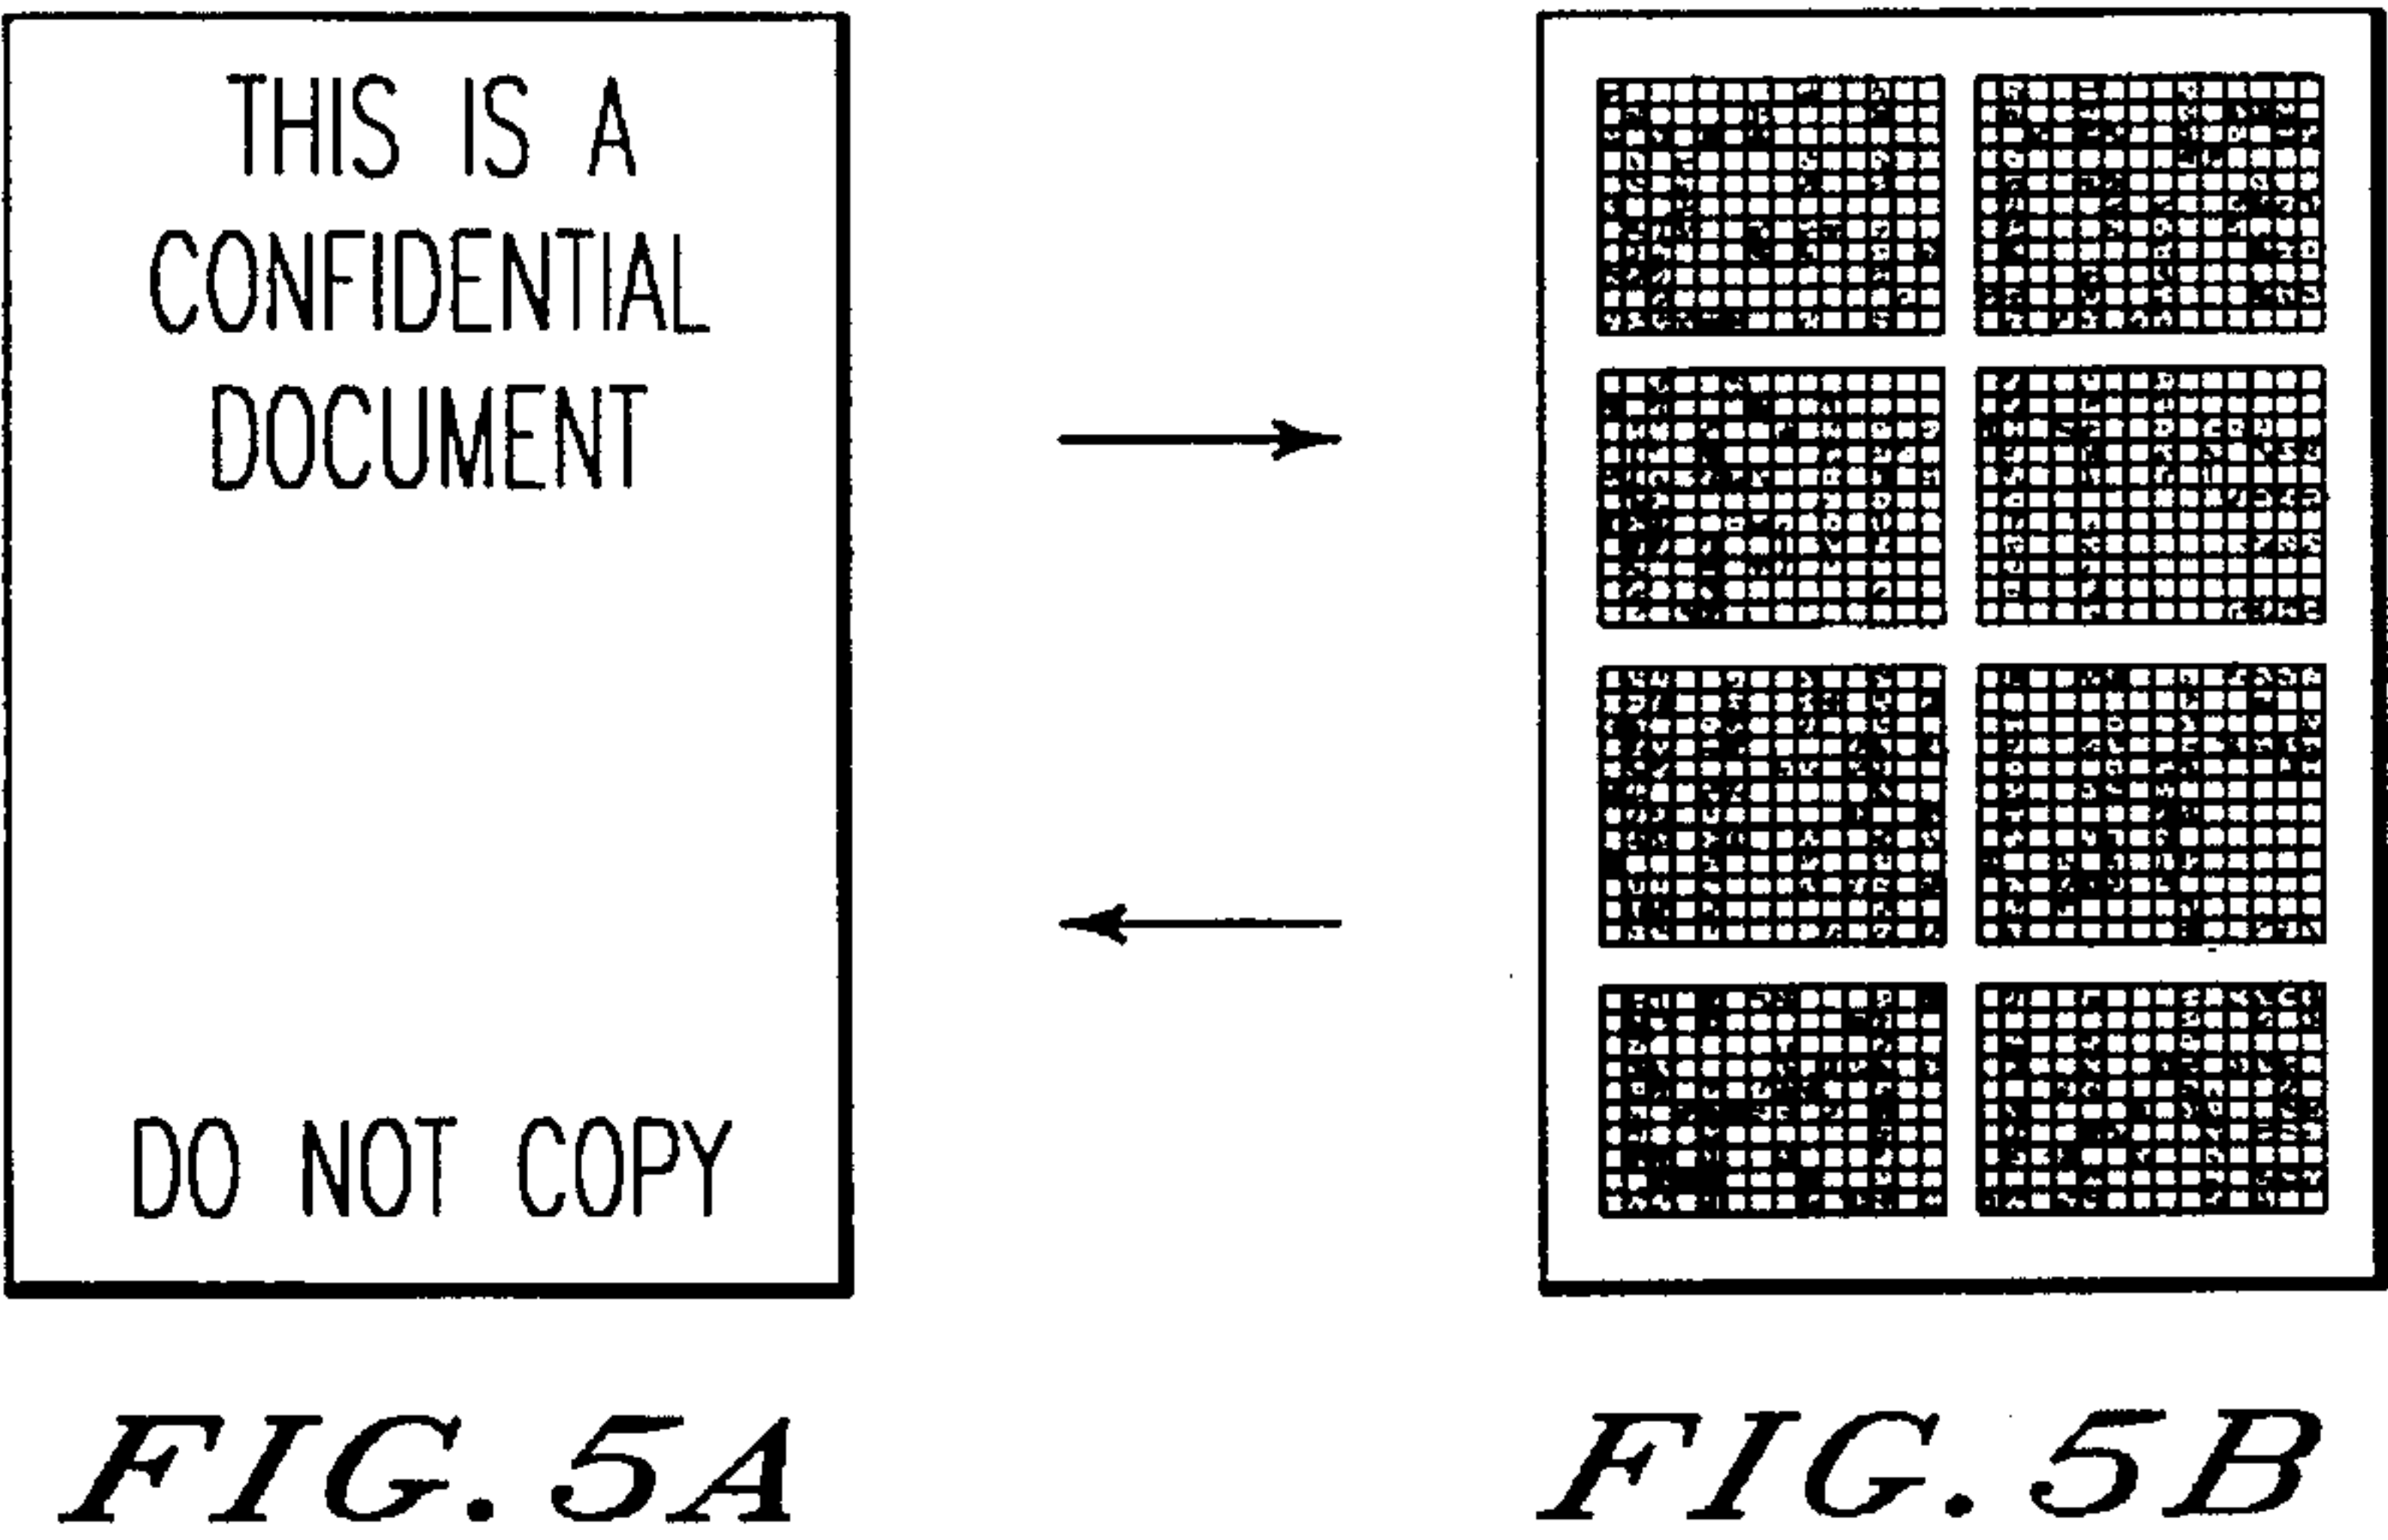 THIS IS A
CONFIDENTIAL
DOCUMENT
DO NOT COPY
FIG. 5A
FIG. 5B